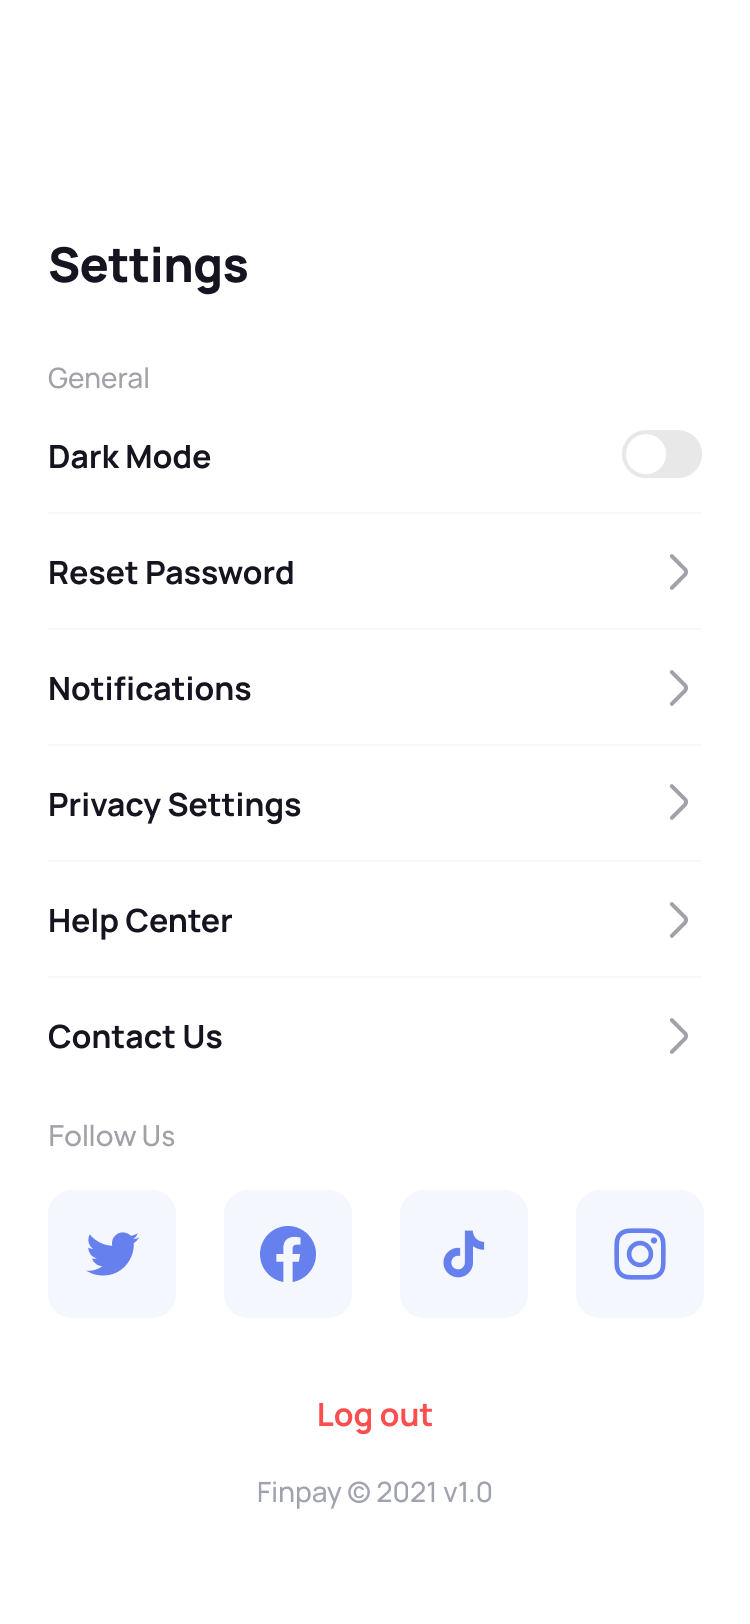 Settings
General
Dark Mode
Reset Password
Notifications
Privacy Settings
Help Center
Contact Us
Follow Us
Log out
Finpay © 2021 v1.0